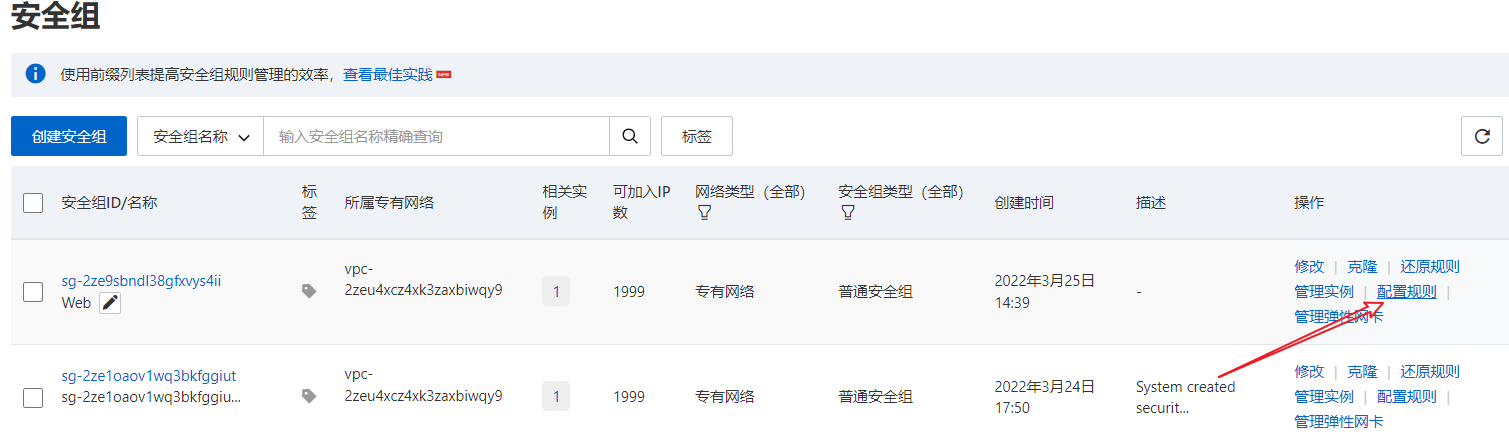 安全组
使用前缀列表提高安全组规则管理的效率，查看最佳实践 NEW
创建安全组 安全组名称 输入安全组名称精确查询 标签
安全组ID/名称 标签 所属专有网络 相关实例 可加入IP数 网络类型（全部） 安全组类型（全部） 创建时间 描述 操作
sg-2ze9sbndl38gfxvys4ii
Web
vpc-
2zeu4xcz4xk3zaxbiwqy9
1
1999
专有网络
普通安全组
2022年3月25日
14:39
-
修改 | 克隆 | 还原规则
管理实例 | 配置规则 |
管理弹性网卡
sg-2ze1oaov1wq3bkfggiut
sg-2ze1oaov1wq3bkfggiu...
vpc-
2zeu4xcz4xk3zaxbiwqy9
1
1999
专有网络
普通安全组
2022年3月24日
17:50
System created
securit...
修改 | 克隆 | 还原规则
管理实例 | 配置规则 |
管理弹性网卡